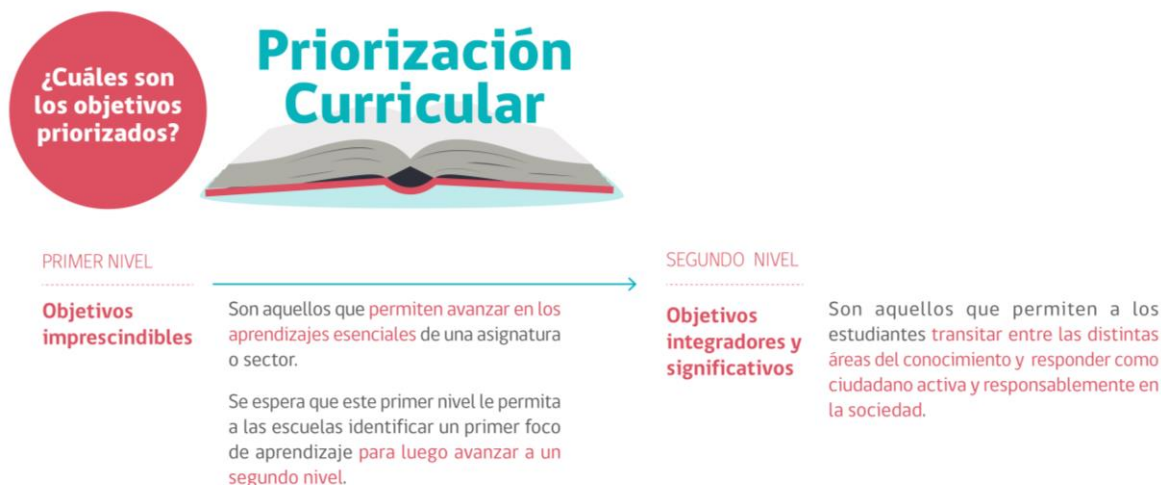 ¿Cuáles son
los objetivos
priorizados?
Priorización
Curricular
PRIMER NIVEL
Objetivos
imprescindibles
Son aquellos que permiten avanzar en los
aprendizajes esenciales de una asignatura
o sector.
Se espera que este primer nivel le permita
a las escuelas identificar un primer foco
de aprendizaje para luego avanzar a un
segundo nivel.
SEGUNDO NIVEL
Objetivos
integradores y
significativos
Son aquellos que permiten a los
estudiantes transitar entre las distintas
áreas del conocimiento y responder como
ciudadano activa y responsablemente en
la sociedad.